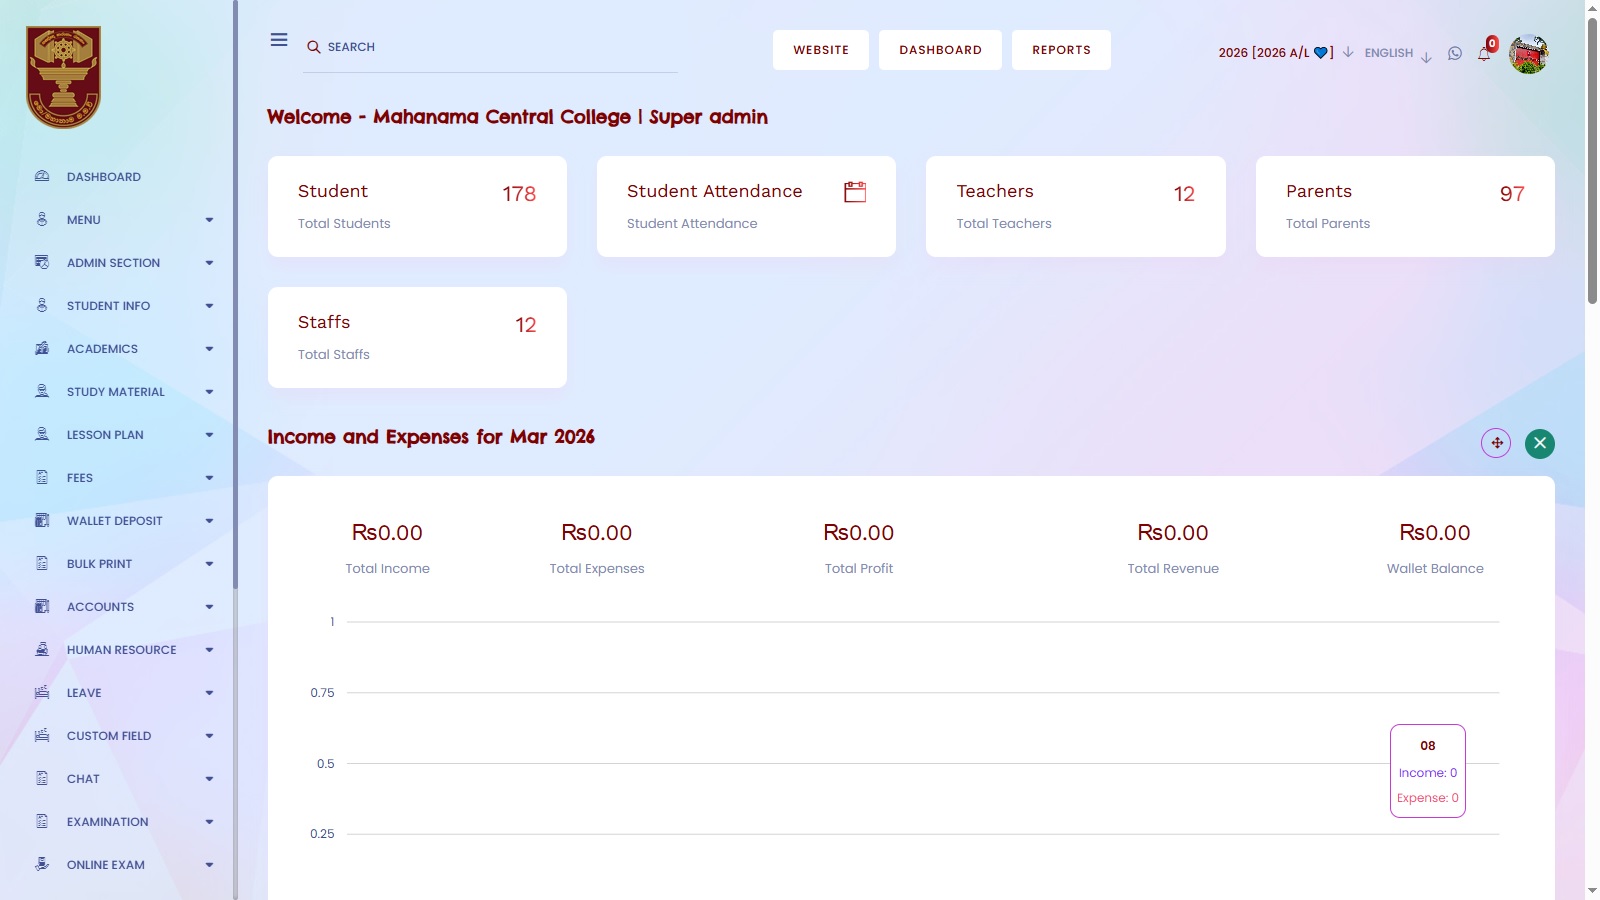 SEARCH
WEBSITE
DASHBOARD
REPORTS
2026 [2026 A/L 💙]
ENGLISH
0
DASHBOARD
MENU
ADMIN SECTION
STUDENT INFO
ACADEMICS
STUDY MATERIAL
LESSON PLAN
FEES
WALLET DEPOSIT
BULK PRINT
ACCOUNTS
HUMAN RESOURCE
LEAVE
CUSTOM FIELD
CHAT
EXAMINATION
ONLINE EXAM
Welcome - Mahanama Central College | Super admin
Student
178
Total Students
Student Attendance
Student Attendance
Teachers
12
Total Teachers
Parents
97
Total Parents
Staffs
12
Total Staffs
Income and Expenses for Mar 2026
Rs0.00
Total Income
Rs0.00
Total Expenses
Rs0.00
Total Profit
Rs0.00
Total Revenue
Rs0.00
Wallet Balance
1
0.75
0.5
0.25
08
Income: 0
Expense: 0